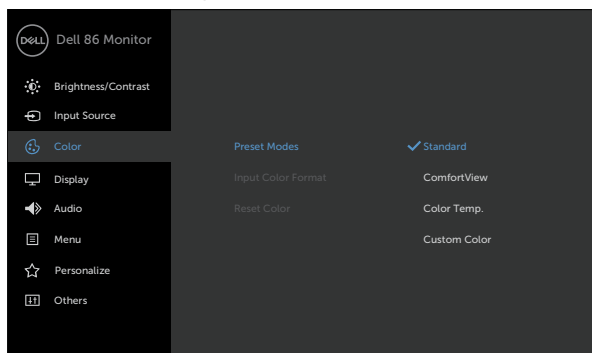 DELL Dell 86 Monitor
Brightness/Contrast
Input Source
Color Preset Modes Standard
Display Input Color Format ComfortView
Audio Reset Color Color Temp.
Menu Custom Color
Personalize
Others